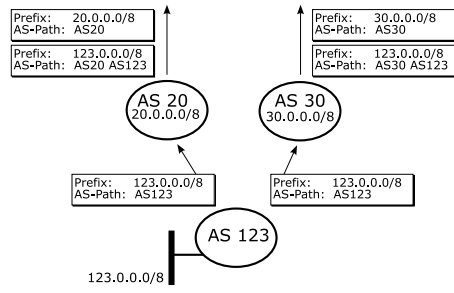 Prefix: 20.0.0.0/8
AS-Path: AS20
Prefix: 123.0.0.0/8
AS-Path: AS20 AS123
Prefix: 30.0.0.0/8
AS-Path: AS30
Prefix: 123.0.0.0/8
AS-Path: AS30 AS123
AS 20
20.0.0.0/8
AS 30
30.0.0.0/8
Prefix: 123.0.0.0/8
AS-Path: AS123
Prefix: 123.0.0.0/8
AS-Path: AS123
AS 123
123.0.0.0/8